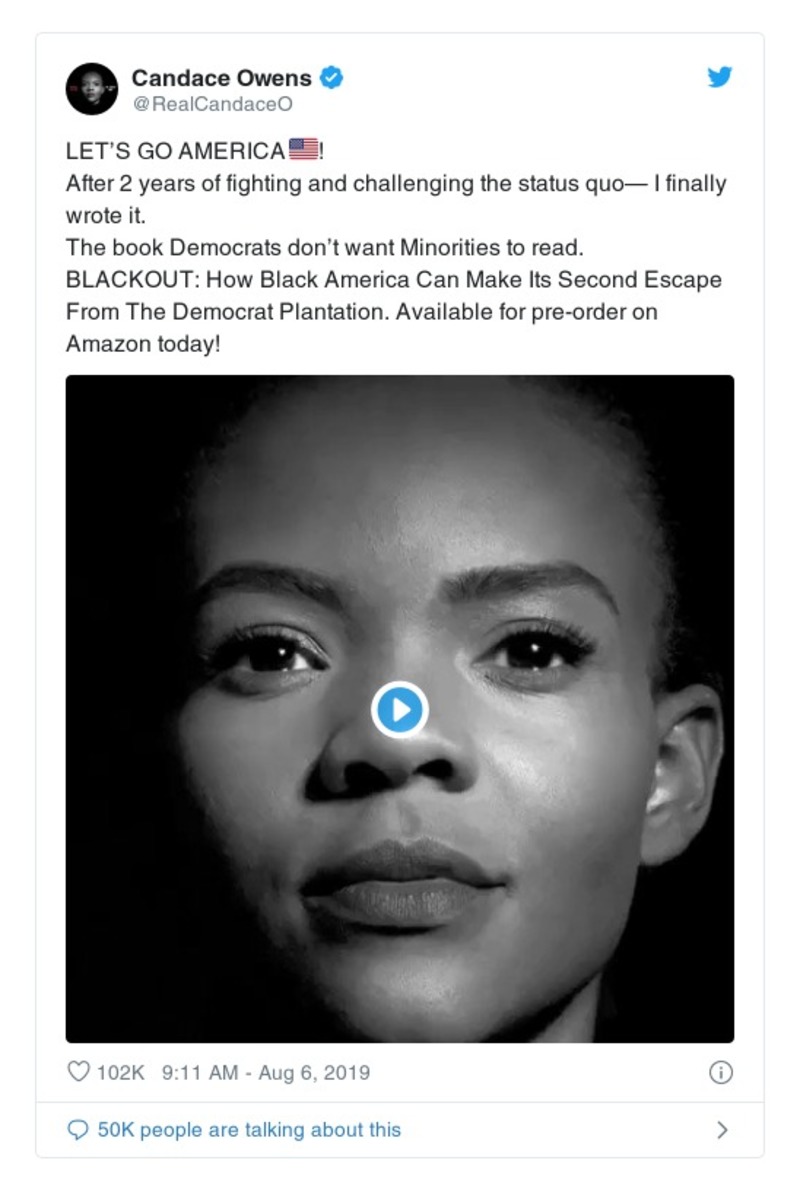 Candace Owens
@RealCandaceO
LET’S GO AMERICA🇺🇸!
After 2 years of fighting and challenging the status quo— I finally
wrote it.
The book Democrats don’t want Minorities to read.
BLACKOUT: How Black America Can Make Its Second Escape
From The Democrat Plantation. Available for pre-order on
Amazon today!
102K 9:11 AM - Aug 6, 2019
50K people are talking about this